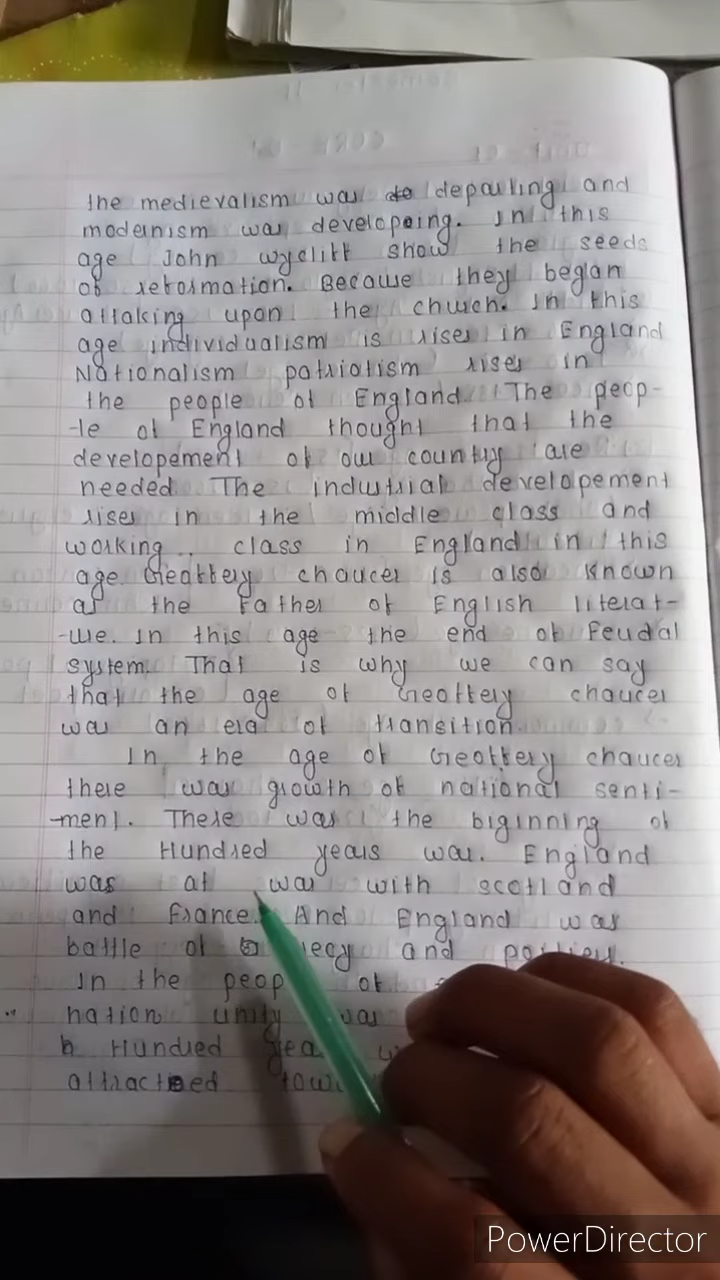 the medievalism was to departing and
modernism was developeing. In this
age John wycliff show the seeds
of reformation. Because they began
attaking upon the church. In this
age individualism is rises in England
Nationalism patriotism rises in
the people of England. The peop-
-le of England thought that the
developement of our country are
needed. The industrial developement
rises in the middle class and
working class in England in this
age. Geoffery chaucer is also known
as the Father of English literat-
-ure. In this age the end of Feudal
system. That is why we can say
that the age of Geoffery chaucer
was an era of transition.
In the age of Geoffery chaucer
there was growth of national senti-
-ment. These was the biginning of
the Hundred years war. England
was at war with scotland
and France. And England was
battle of and
In the of
nation unity was
Hundred
attracted
PowerDirector